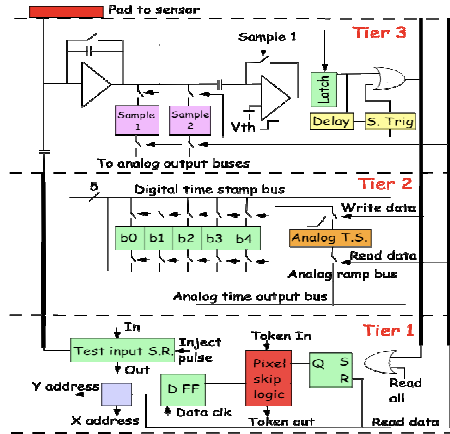 Pad to sensor
Tier 3
Sample 1
Latch
Sample
1
Sample
2
Vth
Delay
S. Trig
To analog output buses
Tier 2
5
Digital time stamp bus
Write data
b0 b1 b2 b3 b4
Analog T.S.
Read data
Analog ramp bus
Analog time output bus
Tier 1
In
Token In
Test input S.R.
Inject
pulse
Pixel
skip
logic
Q S
R
Out
Y address
D FF
Read
all
X address
Data clk
Token out
Read data